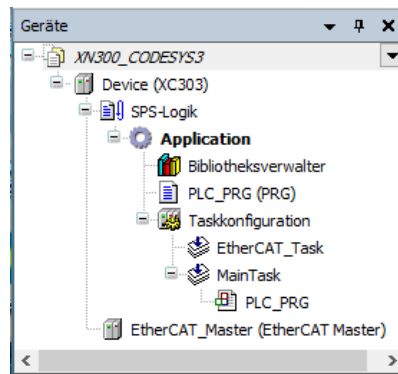 Geräte
XN300_CODESYS3
Device (XC303)
SPS-Logik
Application
Bibliotheksverwalter
PLC_PRG (PRG)
Taskkonfiguration
EtherCAT_Task
MainTask
PLC_PRG
EtherCAT_Master (EtherCAT Master)